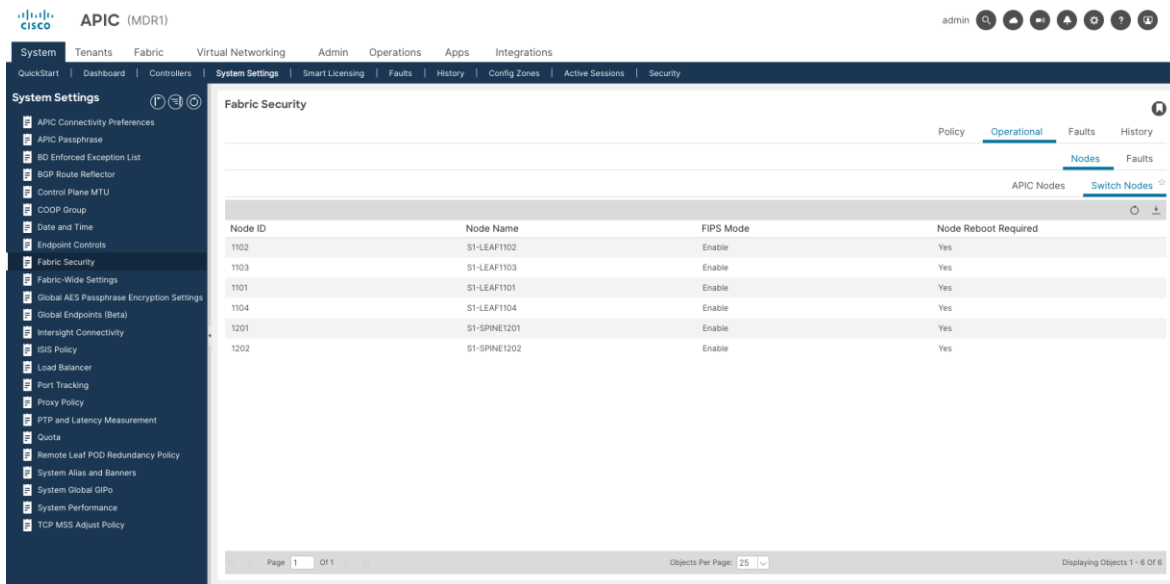 CISCO APIC (MDR1) admin
System Tenants Fabric Virtual Networking Admin Operations Apps Integrations
QuickStart | Dashboard | Controllers | System Settings | Smart Licensing | Faults | History | Config Zones | Active Sessions | Security
System Settings
APIC Connectivity Preferences
APIC Passphrase
BD Enforced Exception List
BGP Route Reflector
Control Plane MTU
COOP Group
Date and Time
Endpoint Controls
Fabric Security
Fabric-Wide Settings
Global AES Passphrase Encryption Settings
Global Endpoints (Beta)
Intersight Connectivity
ISIS Policy
Load Balancer
Port Tracking
Proxy Policy
PTP and Latency Measurement
Quota
Remote Leaf POD Redundancy Policy
System Alias and Banners
System Global GIPo
System Performance
TCP MSS Adjust Policy
Fabric Security
Policy Operational Faults History
Nodes Faults
APIC Nodes Switch Nodes
Node ID Node Name FIPS Mode Node Reboot Required
1102 S1-LEAF1102 Enable Yes
1103 S1-LEAF1103 Enable Yes
1101 S1-LEAF1101 Enable Yes
1104 S1-LEAF1104 Enable Yes
1201 S1-SPINE1201 Enable Yes
1202 S1-SPINE1202 Enable Yes
Page 1 Of 1 Objects Per Page: 25 Displaying Objects 1 - 6 Of 6